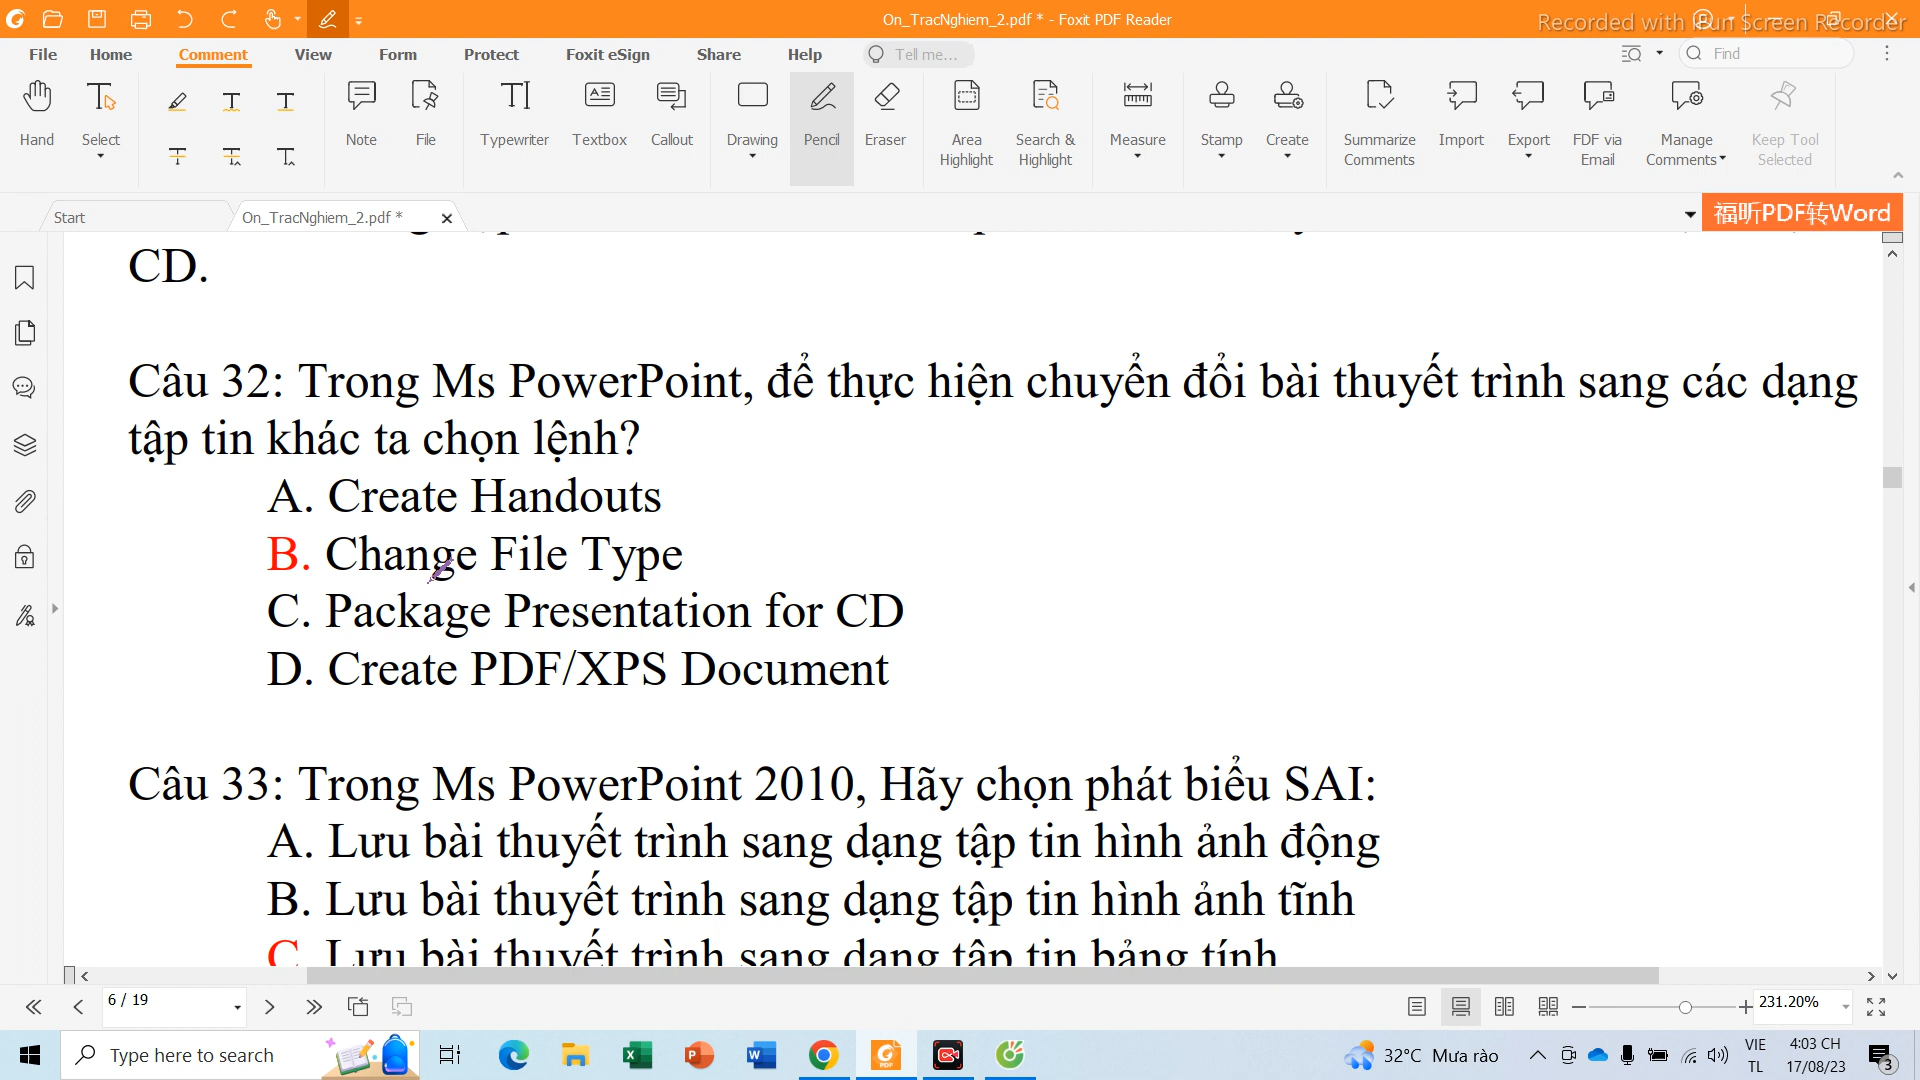 On_TracNghiem_2.pdf * - Foxit PDF Reader
Recorded with iFun Screen Recorder
File Home Comment View Form Protect Foxit eSign Share Help Tell me... Find
Hand Select Note File Typewriter Textbox Callout Drawing Pencil Eraser Area Highlight Search & Highlight Measure Stamp Create Summarize Comments Import Export FDF via Email Manage Comments Keep Tool Selected
Start On_TracNghiem_2.pdf * 福昕PDF转Word
CD.
Câu 32: Trong Ms PowerPoint, để thực hiện chuyển đổi bài thuyết trình sang các dạng
tập tin khác ta chọn lệnh?
A. Create Handouts
B. Change File Type
C. Package Presentation for CD
D. Create PDF/XPS Document
Câu 33: Trong Ms PowerPoint 2010, Hãy chọn phát biểu SAI:
A. Lưu bài thuyết trình sang dạng tập tin hình ảnh động
B. Lưu bài thuyết trình sang dạng tập tin hình ảnh tĩnh
C. Lưu bài thuyết trình sang dạng tập tin bảng tính
6 / 19 231.20%
Type here to search 32°C Mưa rào VIE 4:03 CH
TL 17/08/23 3